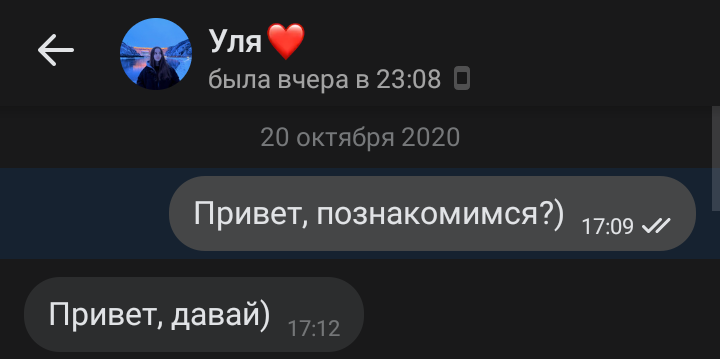 Уля❤️
была вчера в 23:08
20 октября 2020
Привет, познакомимся?) 17:09
Привет, давай) 17:12